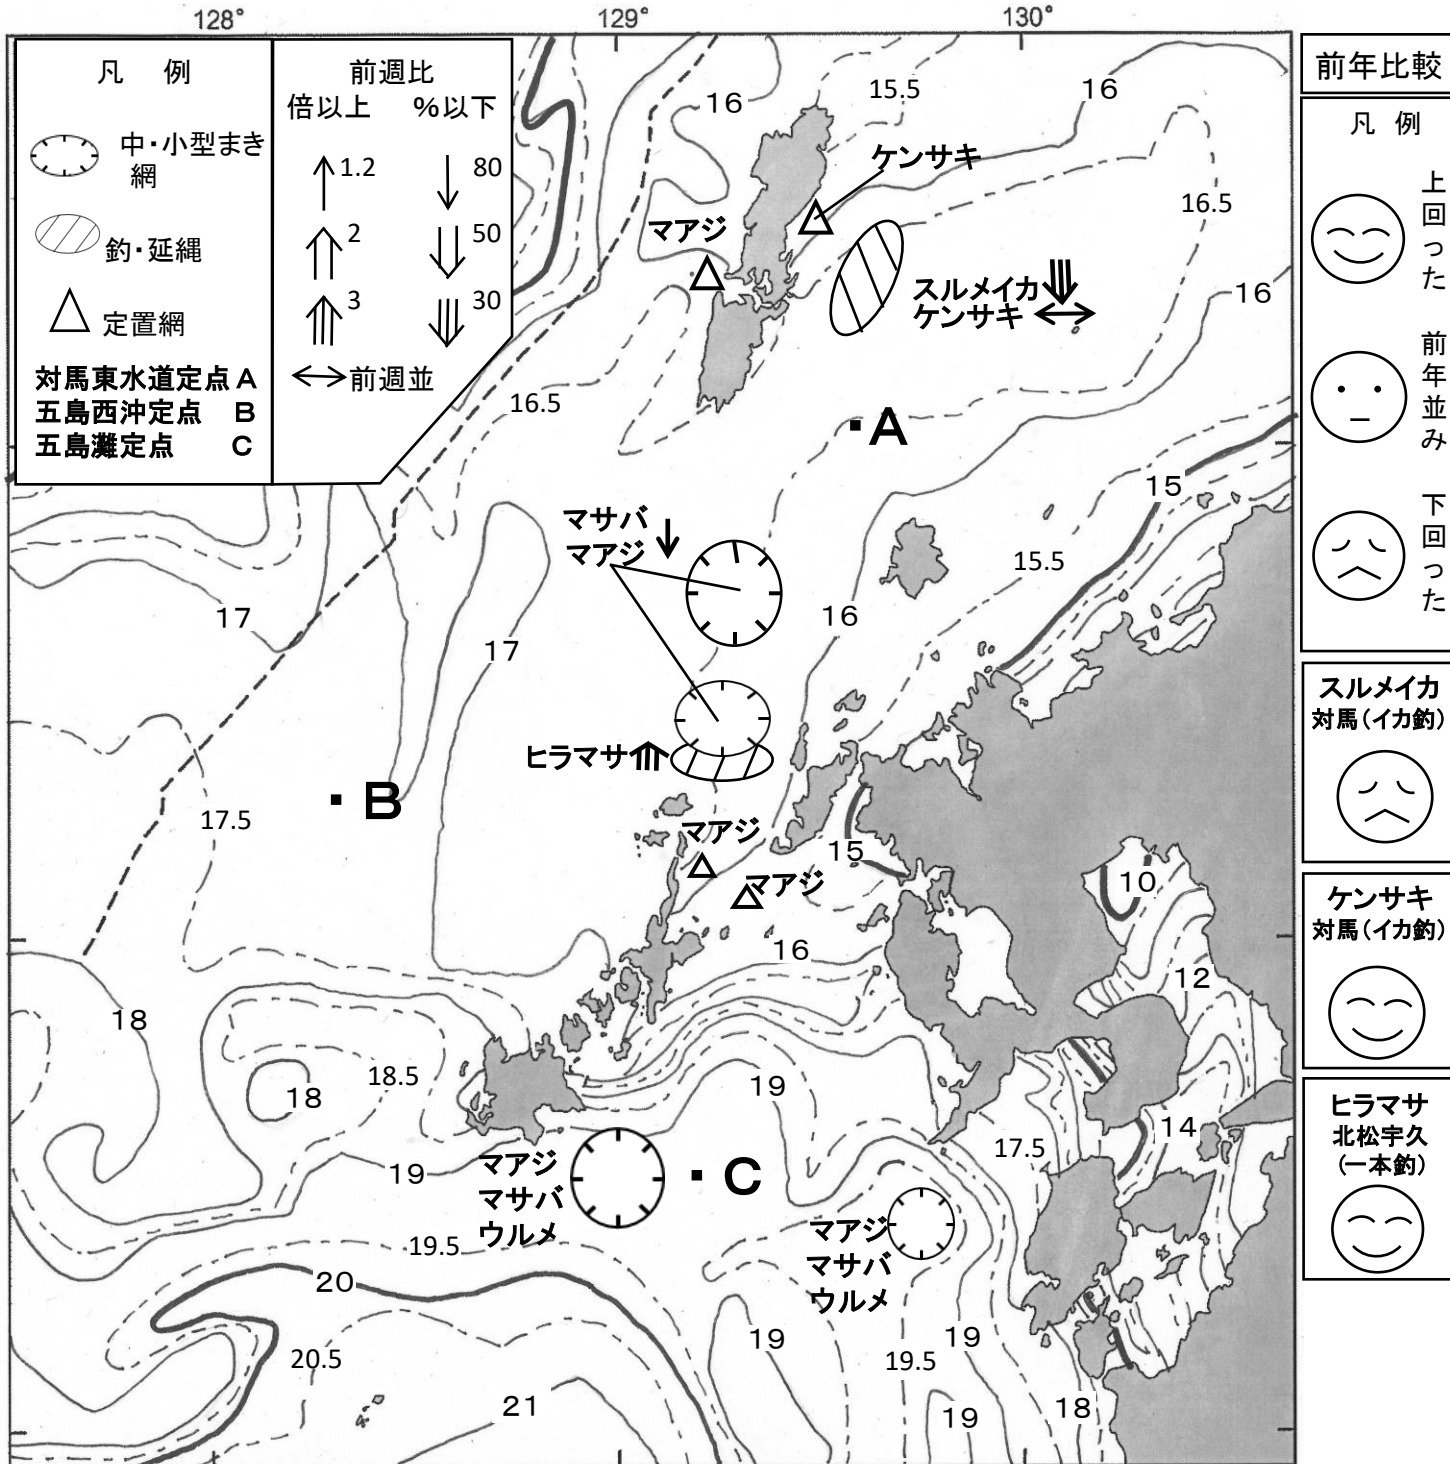 128°
129°
130°
凡 例
中・小型まき
網
釣・延縄
定置網
対馬東水道定点 A
五島西沖定点 B
五島灘定点 C
前週比
倍以上 %以下
1.2 80
2 50
3 30
前週並
前年比較
凡 例
上回った
前年並み
下回った
スルメイカ
対馬(イカ釣)
ケンサキ
対馬(イカ釣)
ヒラマサ
北松宇久
(一本釣)
16
15.5
16
ケンサキ
マアジ
16.5
スルメイカ
ケンサキ
16
16.5
A
15
マサバ
マアジ
15.5
17
16
17
ヒラマサ
B
17.5
マアジ
15
マアジ
10
16
12
18
18.5
18
19
14
17.5
19
マアジ
マサバ
ウルメ
C
マアジ
マサバ
ウルメ
19.5
20
19
19
20.5
19.5
21
19
18